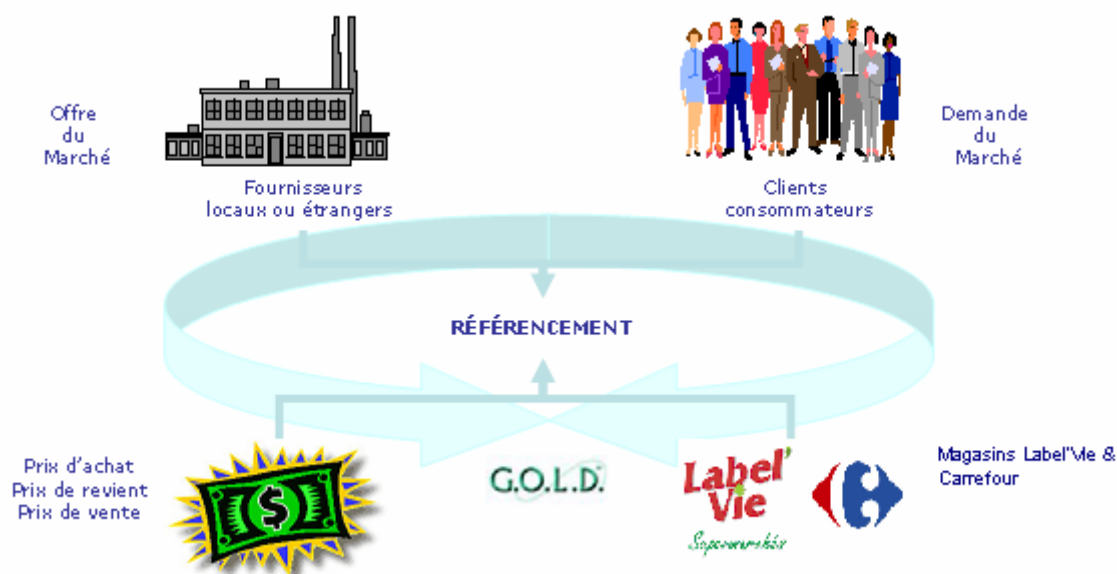 Offre
du
Marché
Fournisseurs
locaux ou étrangers
Clients
consommateurs
Demande
du
Marché
RÉFÉRENCEMENT
Prix d'achat
Prix de revient
Prix de vente
$
G.O.L.D.
Label'
Vie
Supermarchés
Magasins Label'Vie &
Carrefour